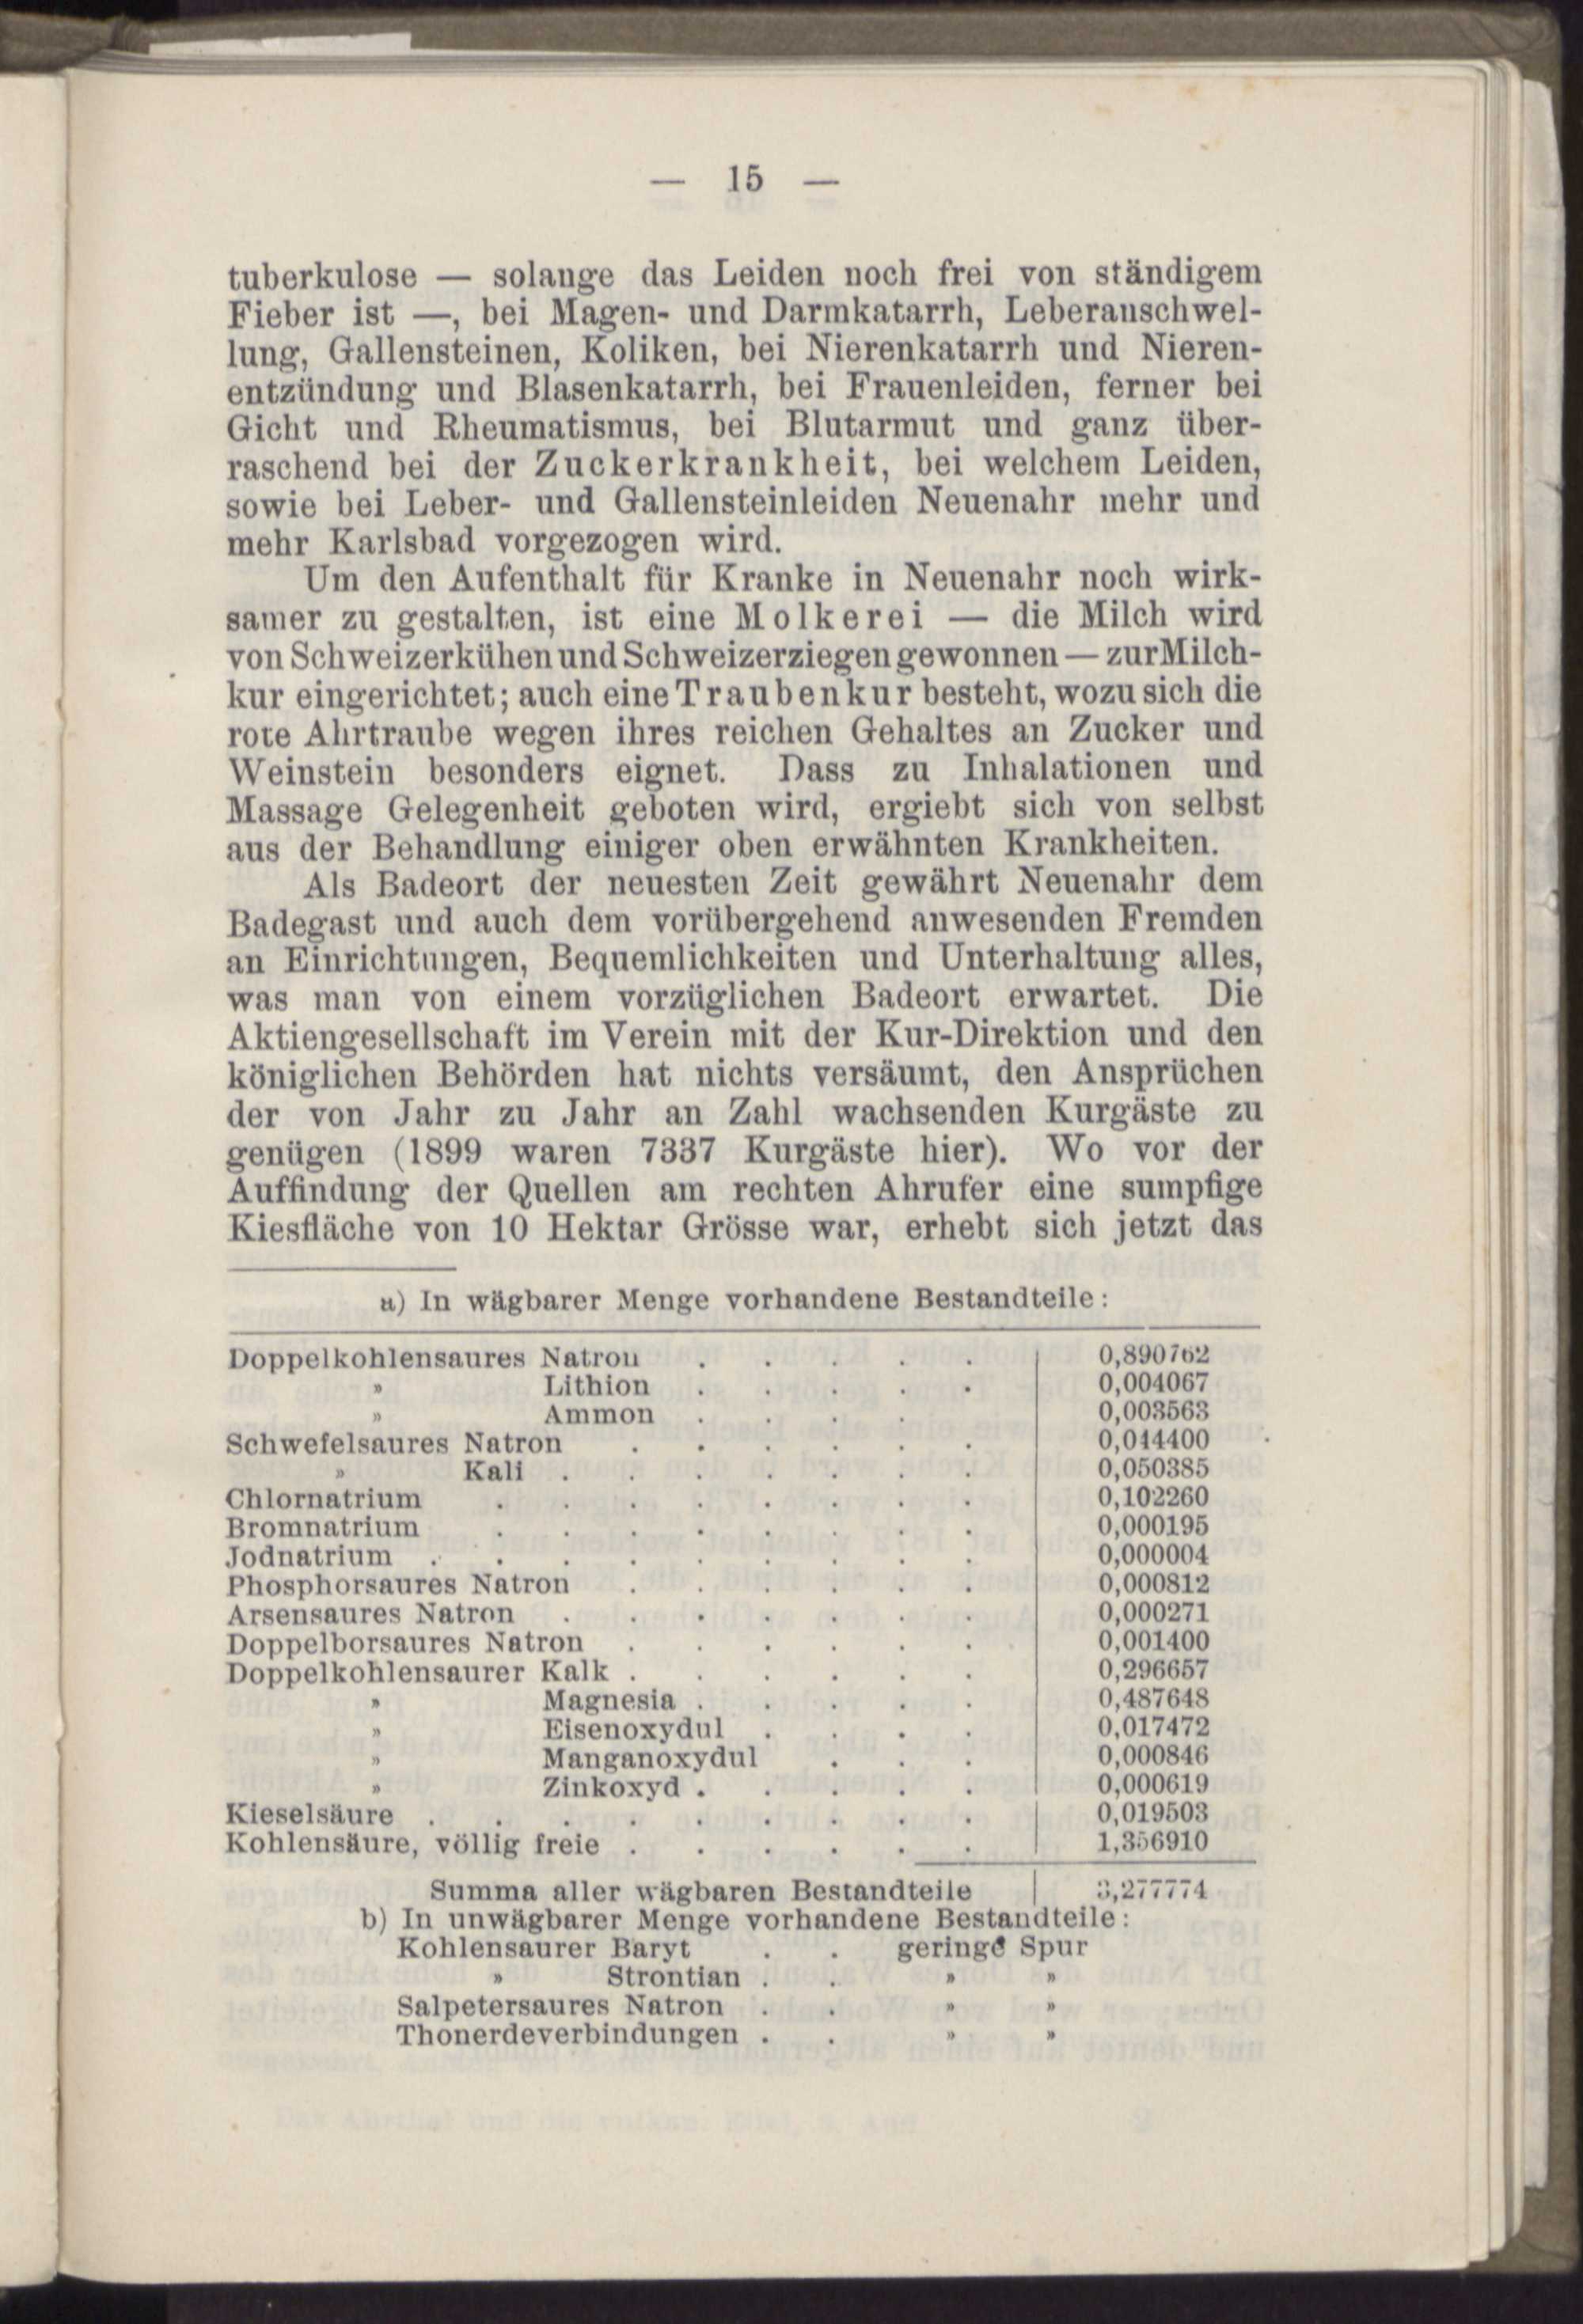 — 15 —
tuberkulose — solange das Leiden noch frei von ständigem
Fieber ist —, bei Magen- und Darmkatarrh, Leberanschwel-
lung, Gallensteinen, Koliken, bei Nierenkatarrh und Nieren-
entzündung und Blasenkatarrh, bei Frauenleiden, ferner bei
Gicht und Rheumatismus, bei Blutarmut und ganz über-
raschend bei der Zuckerkrankheit, bei welchem Leiden,
sowie bei Leber- und Gallensteinleiden Neuenahr mehr und
mehr Karlsbad vorgezogen wird.
Um den Aufenthalt für Kranke in Neuenahr noch wirk-
samer zu gestalten, ist eine Molkerei — die Milch wird
von Schweizerkühen und Schweizerziegen gewonnen — zur Milch-
kur eingerichtet; auch eine Traubenkur besteht, wozu sich die
rote Ahrtraube wegen ihres reichen Gehaltes an Zucker und
Weinstein besonders eignet. Dass zu Inhalationen und
Massage Gelegenheit geboten wird, ergiebt sich von selbst
aus der Behandlung einiger oben erwähnten Krankheiten.
Als Badeort der neuesten Zeit gewährt Neuenahr dem
Badegast und auch dem vorübergehend anwesenden Fremden
an Einrichtungen, Bequemlichkeiten und Unterhaltung alles,
was man von einem vorzüglichen Badeort erwartet. Die
Aktiengesellschaft im Verein mit der Kur-Direktion und den
königlichen Behörden hat nichts versäumt, den Ansprüchen
der von Jahr zu Jahr an Zahl wachsenden Kurgäste zu
genügen (1899 waren 7337 Kurgäste hier). Wo vor der
Auffindung der Quellen am rechten Ahrufer eine sumpfige
Kiesfläche von 10 Hektar Grösse war, erhebt sich jetzt das
a) In wägbarer Menge vorhandene Bestandteile:
Doppelkohlensaures Natron . . . . . 0,890762
» Lithion . . . . . 0,004067
» Ammon . . . . 0,003563
Schwefelsaures Natron . . . . . . 0,044400
» Kali . . . . . . . 0,050385
Chlornatrium . . . . . . . . 0,102260
Bromnatrium . . . . . . . . 0,000195
Jodnatrium . . . . . . . . . 0,000004
Phosphorsaures Natron . . . . . . 0,000812
Arsensaures Natron . . . . . . . 0,000271
Doppelborsaures Natron . . . . . . 0,001400
Doppelkohlensaurer Kalk . . . . . . 0,296657
» Magnesia . . . . . 0,487648
» Eisenoxydul . . . . 0,017472
» Manganoxydul . . . 0,000846
» Zinkoxyd . . . . . 0,000619
Kieselsäure . . . . . . . . . 0,019503
Kohlensäure, völlig freie . . . . . . 1,356910
Summa aller wägbaren Bestandteile 3,277774
b) In unwägbarer Menge vorhandene Bestandteile:
Kohlensaurer Baryt . . geringe Spur
» Strontian . . » »
Salpetersaures Natron . . » »
Thonerdeverbindungen . . » »